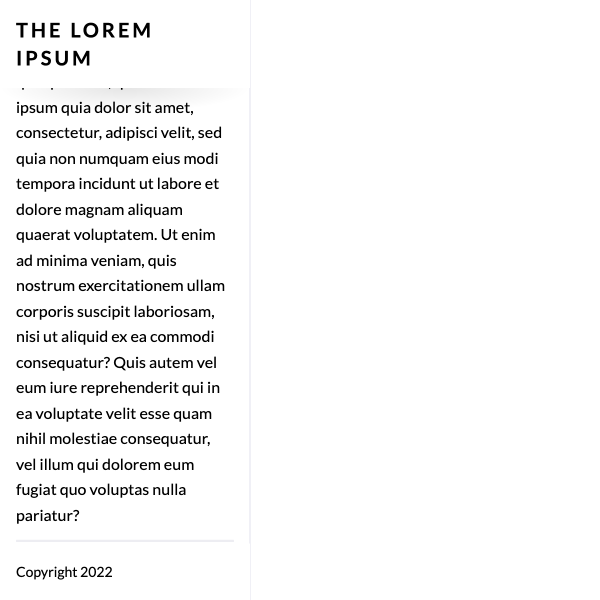 THE LOREM
IPSUM
ipsum quia dolor sit amet,
consectetur, adipisci velit, sed
quia non numquam eius modi
tempora incidunt ut labore et
dolore magnam aliquam
quaerat voluptatem. Ut enim
ad minima veniam, quis
nostrum exercitationem ullam
corporis suscipit laboriosam,
nisi ut aliquid ex ea commodi
consequatur? Quis autem vel
eum iure reprehenderit qui in
ea voluptate velit esse quam
nihil molestiae consequatur,
vel illum qui dolorem eum
fugiat quo voluptas nulla
pariatur?
Copyright 2022